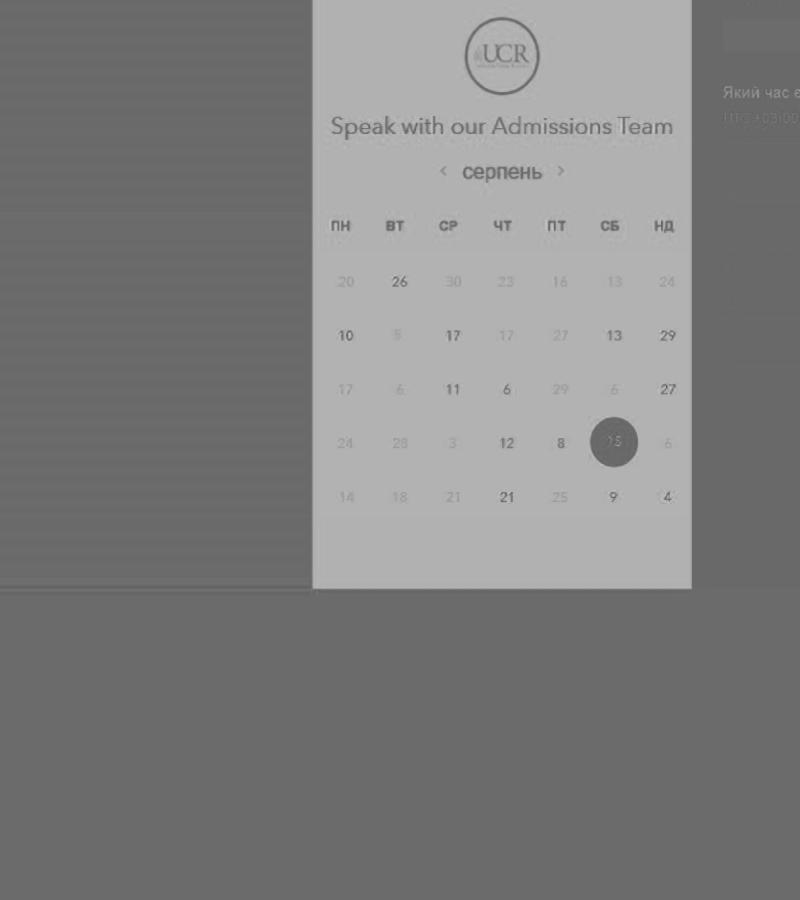 UCR
Speak with our Admissions Team
< серпень >
ПН ВТ СР ЧТ ПТ СБ НД
20 26 30 23 16 13 24
10 5 17 17 27 13 29
17 6 11 6 29 6 27
24 28 3 12 8 15 6
14 18 21 21 25 9 4
Який час є